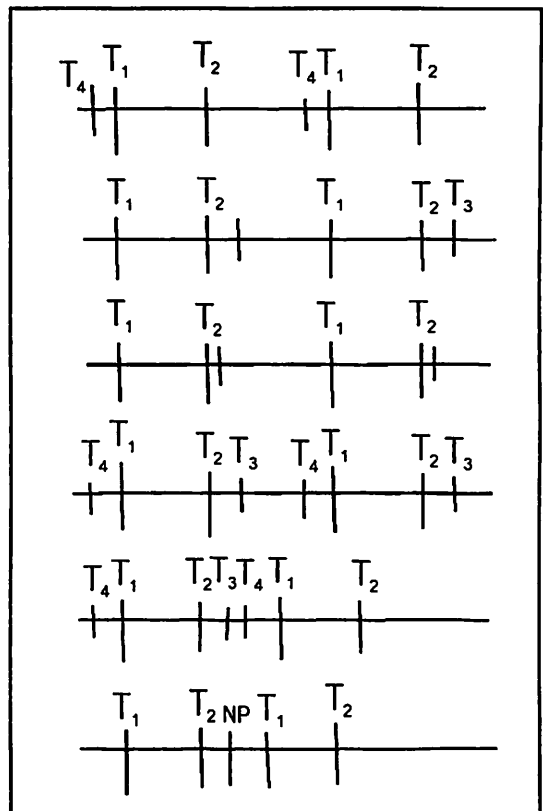 T₄ T₁ T₂ T₄ T₁ T₂
T₁ T₂ T₁ T₂ T₃
T₁ T₂ T₁ T₂
T₄ T₁ T₂ T₃ T₄ T₁ T₂ T₃
T₄ T₁ T₂ T₃ T₄ T₁ T₂
T₁ T₂ NP T₁ T₂